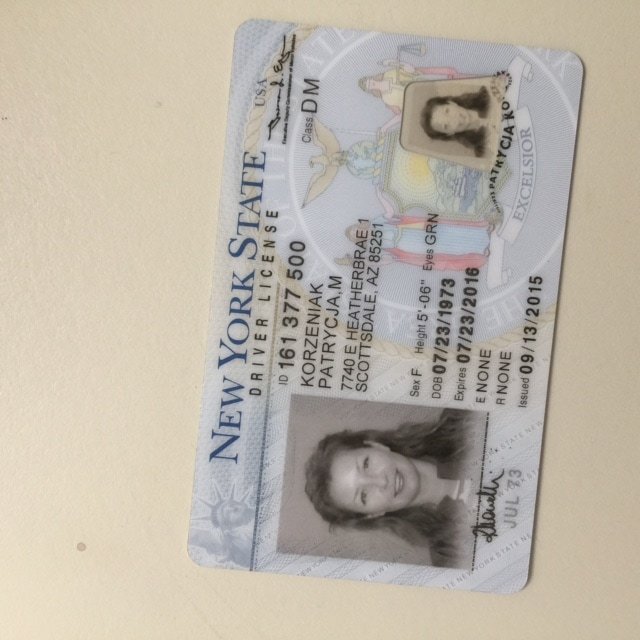 NEW YORK STATE
USA
DRIVER LICENSE
ID 161 377 500
Class DM
KORZENIAK
PATRYCJA,M
7740 E HEATHERBRAE 1
SCOTTSDALE, AZ 85251
Sex F Height 5'-06" Eyes GRN
DOB 07/23/1973
Expires 07/23/2016
E NONE
R NONE
Issued 09/13/2015
EXCELSIOR
JUL 73